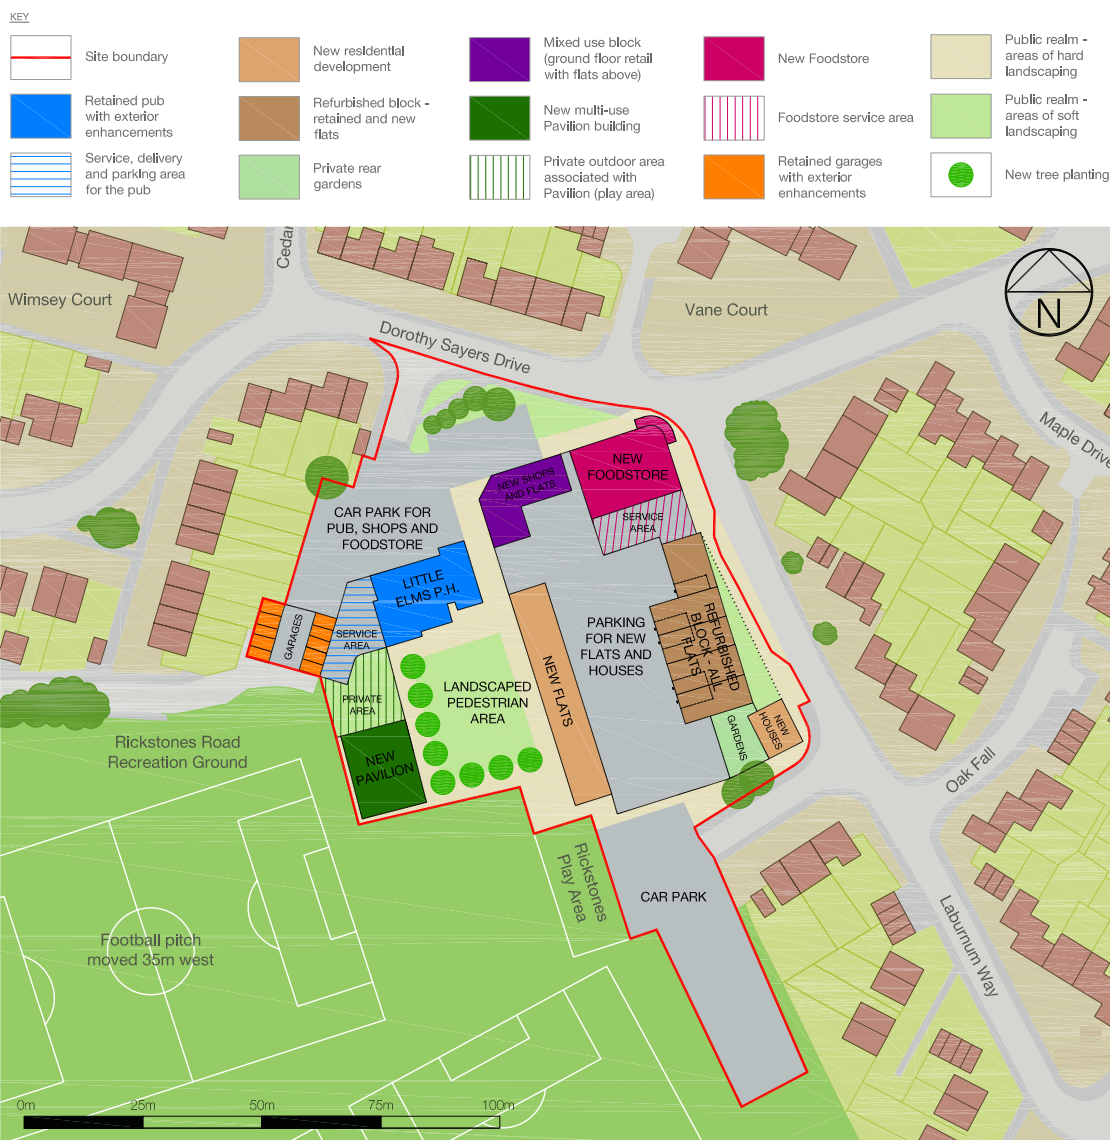 KEY
Site boundary
New residential
development
Mixed use block
(ground floor retail
with flats above)
New Foodstore
Public realm -
areas of hard
landscaping
Retained pub
with exterior
enhancements
Refurbished block -
retained and new
flats
New multi-use
Pavilion building
Foodstore service area
Public realm -
areas of soft
landscaping
Service, delivery
and parking area
for the pub
Private rear
gardens
Private outdoor area
associated with
Pavilion (play area)
Retained garages
with exterior
enhancements
New tree planting
Cedar
Wimsey Court
Dorothy Sayers Drive
Vane Court
N
Maple Drive
NEW
FOODSTORE
NEW SHOPS
AND FLATS
SERVICE
AREA
CAR PARK FOR
PUB, SHOPS AND
FOODSTORE
LITTLE
ELMS P.H.
GARAGES
SERVICE
AREA
PRIVATE
AREA
NEW
PAVILION
LANDSCAPED
PEDESTRIAN
AREA
NEW FLATS
PARKING
FOR NEW
FLATS AND
HOUSES
REFURBISHED
BLOCK - ALL
FLATS
GARDENS
NEW
HOUSES
Rickstones Road
Recreation Ground
Oak Fall
Rickstones
Play Area
CAR PARK
Laburnum Way
Football pitch
moved 35m west
0m
25m
50m
75m
100m